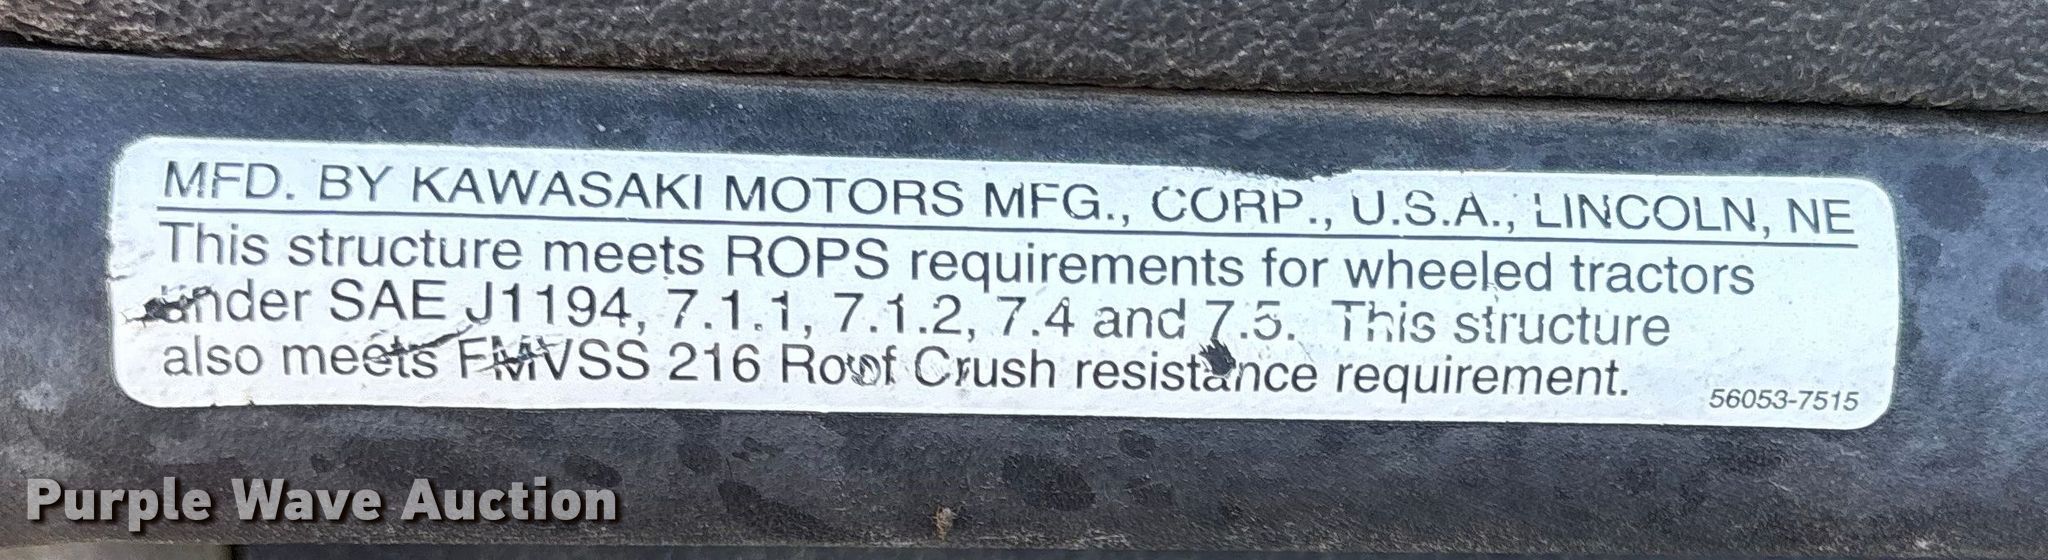 MFD. BY KAWASAKI MOTORS MFG., CORP., U.S.A., LINCOLN, NE
This structure meets ROPS requirements for wheeled tractors
under SAE J1194, 7.1.1, 7.1.2, 7.4 and 7.5. This structure
also meets FMVSS 216 Roof Crush resistance requirement.
56053-7515
Purple Wave Auction